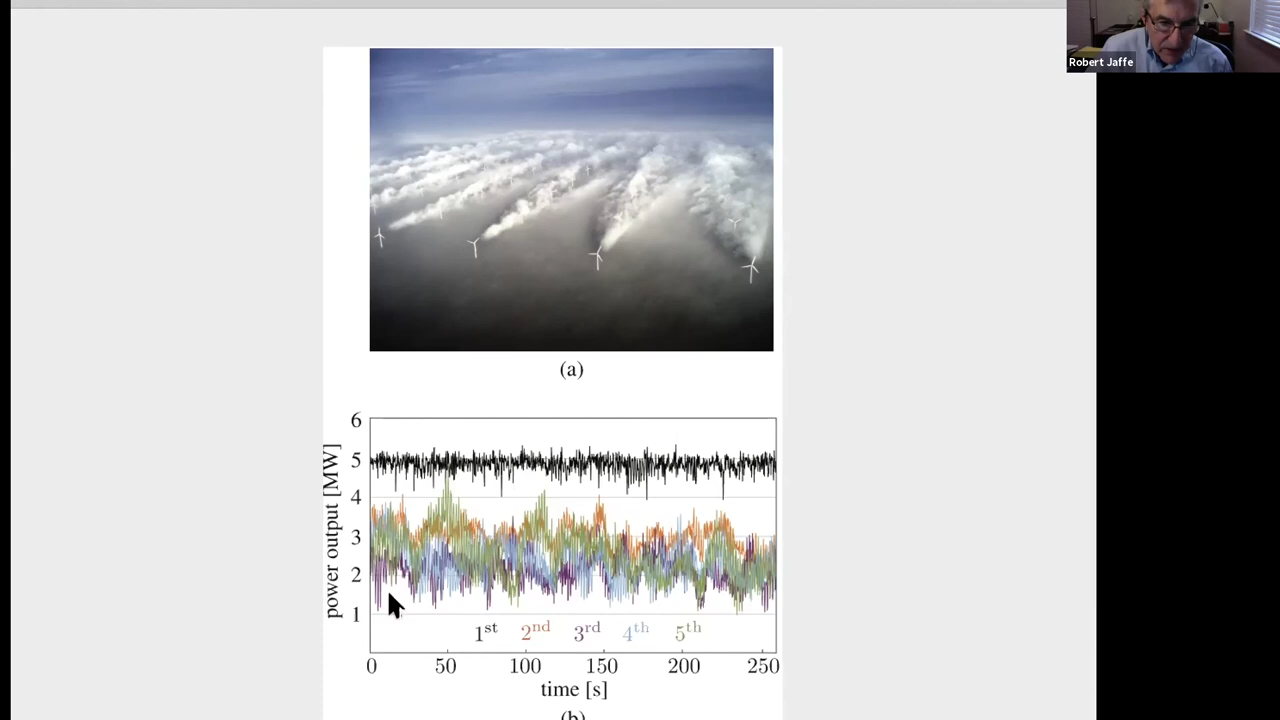 Robert Jaffe
(a)
6
5
4
3
2
1
power output [MW]
1st 2nd 3rd 4th 5th
0 50 100 150 200 250
time [s]
(b)